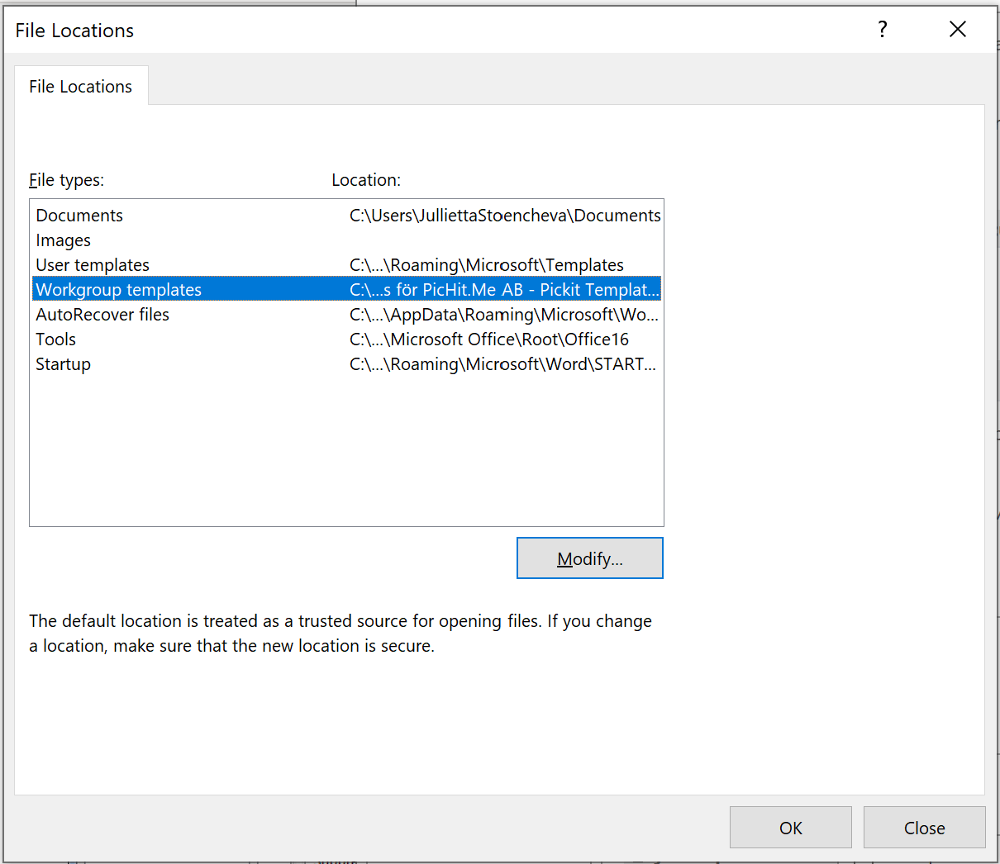 File Locations
?
File Locations
File types: Location:
Documents C:\Users\JulliettaStoencheva\Documents
Images
User templates C:\...\Roaming\Microsoft\Templates
Workgroup templates C:\...s för PicHit.Me AB - Pickit Templat...
AutoRecover files C:\...\AppData\Roaming\Microsoft\Wo...
Tools C:\...\Microsoft Office\Root\Office16
Startup C:\...\Roaming\Microsoft\Word\START...
Modify...
The default location is treated as a trusted source for opening files. If you change
a location, make sure that the new location is secure.
OK Close